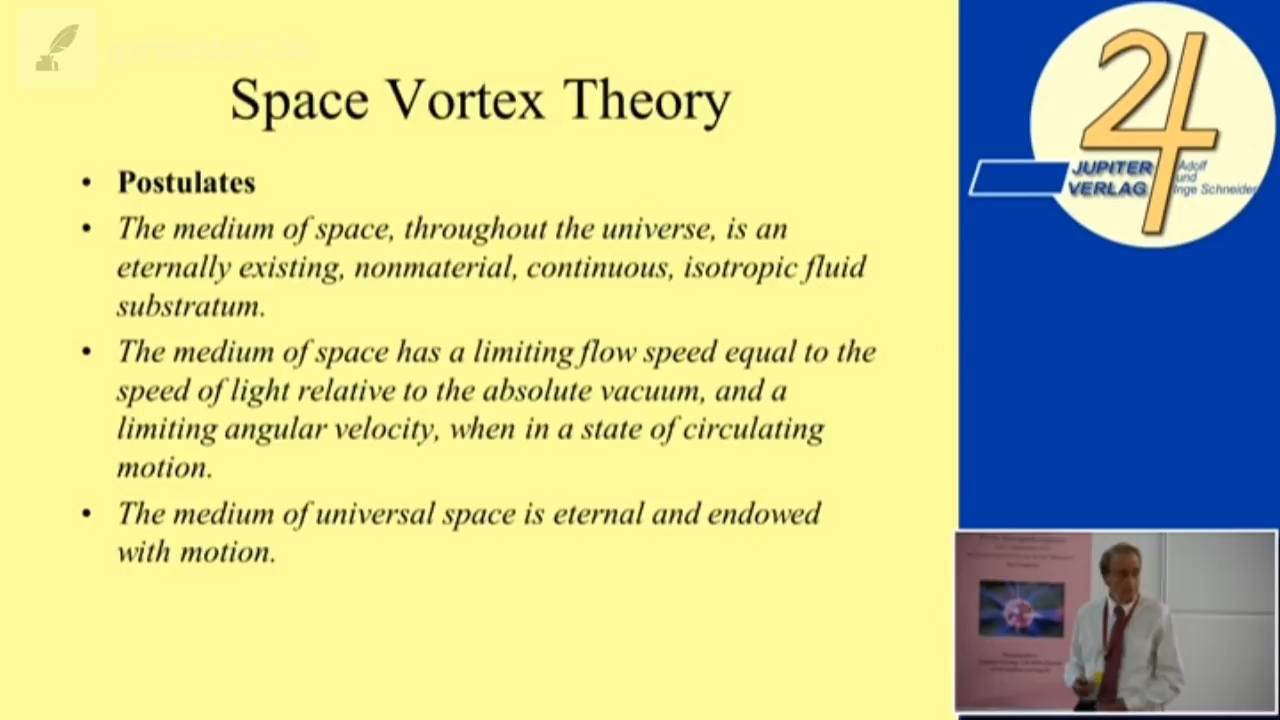 Space Vortex Theory
• Postulates
• The medium of space, throughout the universe, is an
eternally existing, nonmaterial, continuous, isotropic fluid
substratum.
• The medium of space has a limiting flow speed equal to the
speed of light relative to the absolute vacuum, and a
limiting angular velocity, when in a state of circulating
motion.
• The medium of universal space is eternal and endowed
with motion.
JUPITER
VERLAG
Adolf
und
Inge Schneider